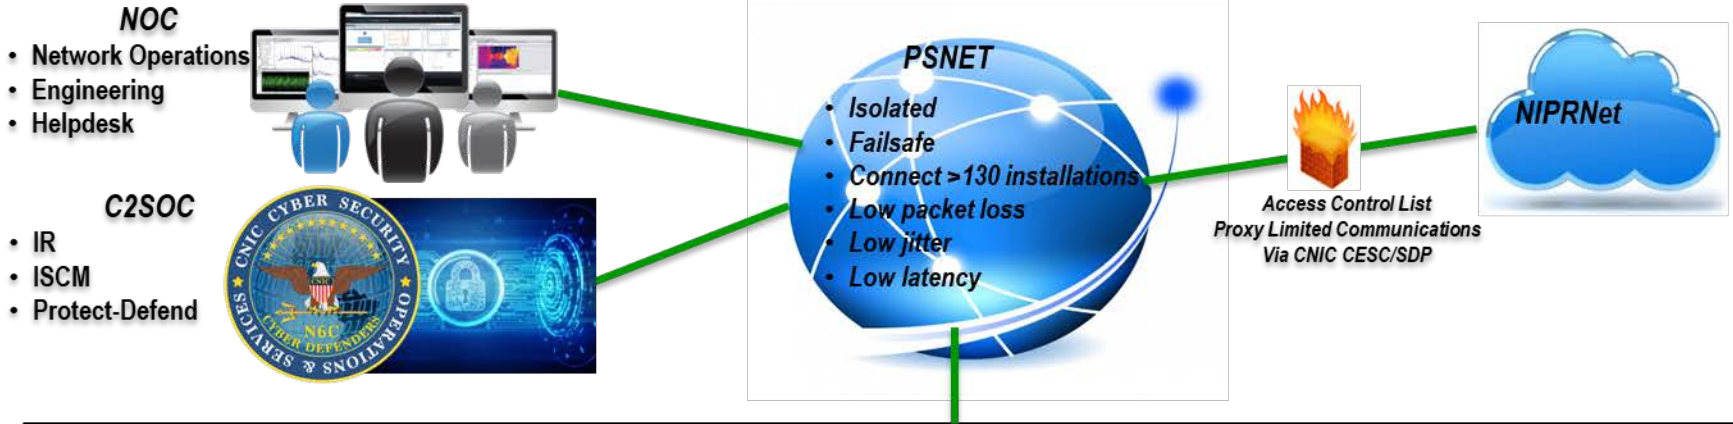 NOC
• Network Operations
• Engineering
• Helpdesk
C2SOC
• IR
• ISCM
• Protect-Defend
CNIC CYBER SECURITY
OPERATIONS & SERVICES
CNIC
N6C
CYBER DEFENDERS
PSNET
• Isolated
• Failsafe
• Connect >130 installations
• Low packet loss
• Low jitter
• Low latency
Access Control List
Proxy Limited Communications
Via CNIC CESC/SDP
NIPRNet